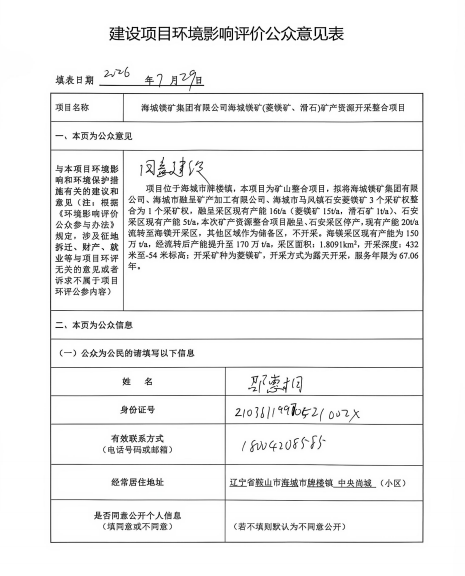 建设项目环境影响评价公众意见表
填表日期 2026 年7月29日
项目名称 海城镁矿集团有限公司海城镁矿(菱镁矿、滑石)矿产资源开采整合项目
一、本页为公众意见
与本项目环境影
响和环境保护措
施有关的建议和
意见（注：根据
《环境影响评价
公众参与办法》
规定，涉及征地
拆迁、财产、就
业等与项目环评
无关的意见或者
诉求不属于项目
环评公参内容）
同意建设
项目位于海城市牌楼镇，本项目为矿山整合项目，拟将海城镁矿集团有限
公司、海城市融呈矿产加工有限公司、海城市马风镇石安菱镁矿 3 个采矿权整
合为 1 个采矿权，融呈采区现有产能 16t/a（菱镁矿 15t/a，滑石矿 1t/a）、石安
采区现有产能 5t/a，本次矿产资源整合项目融呈、石安采区停产，现有产能 20t/a
流转至海镁开采区，其他区域作为储备区，不开采。海镁采区现有产能为 150
万 t/a，经流转后产能提升至 170 万 t/a，采区面积：1.8091km²，开采深度：432
米至-54 米标高；开采矿种为菱镁矿，开采方式为露天开采，服务年限为 67.06
年。
二、本页为公众信息
（一）公众为公民的请填写以下信息
姓 名
身份证号
有效联系方式
（电话号码或邮箱） 18004208585
经常居住地址 辽宁省鞍山市海城市牌楼镇 中央尚城 （小区）
是否同意公开个人信息
（填同意或不同意） （若不填则默认为不同意公开）